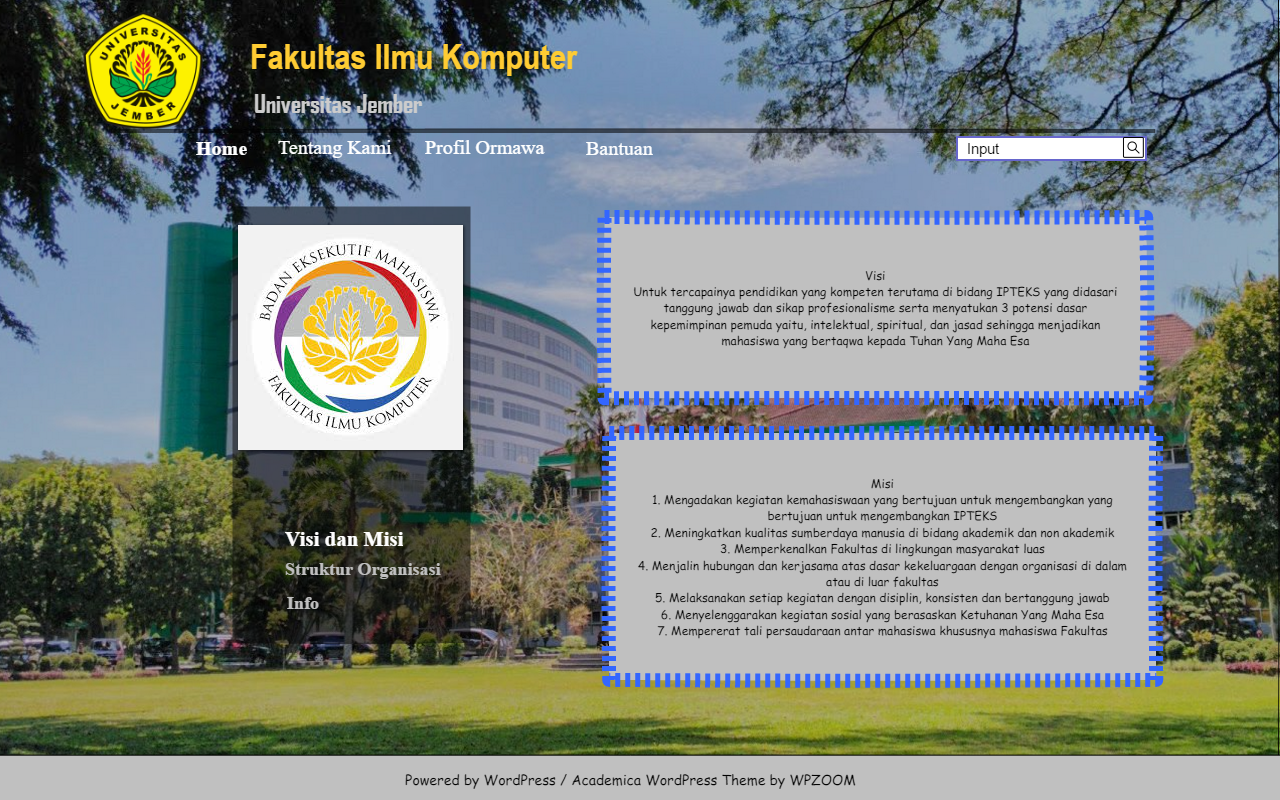 UNIVERSITAS
JEMBER
Fakultas Ilmu Komputer
Universitas Jember
Home Tentang Kami Profil Ormawa Bantuan Input
BADAN EKSEKUTIF MAHASISWA
FAKULTAS ILMU KOMPUTER
Visi dan Misi
Struktur Organisasi
Info
Visi
Untuk tercapainya pendidikan yang kompeten terutama di bidang IPTEKS yang didasari
tanggung jawab dan sikap profesionalisme serta menyatukan 3 potensi dasar
kepemimpinan pemuda yaitu, intelektual, spiritual, dan jasad sehingga menjadikan
mahasiswa yang bertaqwa kepada Tuhan Yang Maha Esa
Misi
1. Mengadakan kegiatan kemahasiswaan yang bertujuan untuk mengembangkan yang
bertujuan untuk mengembangkan IPTEKS
2. Meningkatkan kualitas sumberdaya manusia di bidang akademik dan non akademik
3. Memperkenalkan Fakultas di lingkungan masyarakat luas
4. Menjalin hubungan dan kerjasama atas dasar kekeluargaan dengan organisasi di dalam
atau di luar fakultas
5. Melaksanakan setiap kegiatan dengan disiplin, konsisten dan bertanggung jawab
6. Menyelenggarakan kegiatan sosial yang berasaskan Ketuhanan Yang Maha Esa
7. Mempererat tali persaudaraan antar mahasiswa khususnya mahasiswa Fakultas
Powered by WordPress / Academica WordPress Theme by WPZOOM